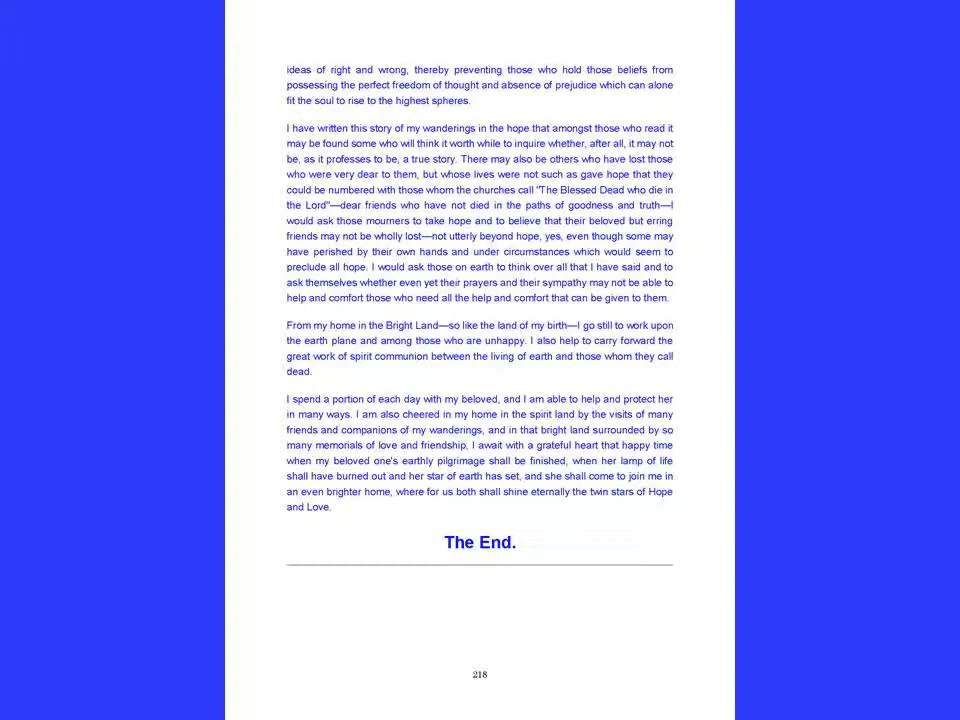 ideas of right and wrong, thereby preventing those who hold those beliefs from
possessing the perfect freedom of thought and absence of prejudice which can alone
fit the soul to rise to the highest spheres.
I have written this story of my wanderings in the hope that amongst those who read it
may be found some who will think it worth while to inquire whether, after all, it may not
be, as it professes to be, a true story. There may also be others who have lost those
who were very dear to them, but whose lives were not such as gave hope that they
could be numbered with those whom the churches call "The Blessed Dead who die in
the Lord"—dear friends who have not died in the paths of goodness and truth—I
would ask those mourners to take hope and to believe that their beloved but erring
friends may not be wholly lost—not utterly beyond hope, yes, even though some may
have perished by their own hands and under circumstances which would seem to
preclude all hope. I would ask those on earth to think over all that I have said and to
ask themselves whether even yet their prayers and their sympathy may not be able to
help and comfort those who need all the help and comfort that can be given to them.
From my home in the Bright Land—so like the land of my birth—I go still to work upon
the earth plane and among those who are unhappy. I also help to carry forward the
great work of spirit communion between the living of earth and those whom they call
dead.
I spend a portion of each day with my beloved, and I am able to help and protect her
in many ways. I am also cheered in my home in the spirit land by the visits of many
friends and companions of my wanderings, and in that bright land surrounded by so
many memorials of love and friendship, I await with a grateful heart that happy time
when my beloved one's earthly pilgrimage shall be finished, when her lamp of life
shall have burned out and her star of earth has set, and she shall come to join me in
an even brighter home, where for us both shall shine eternally the twin stars of Hope
and Love.
The End.
218